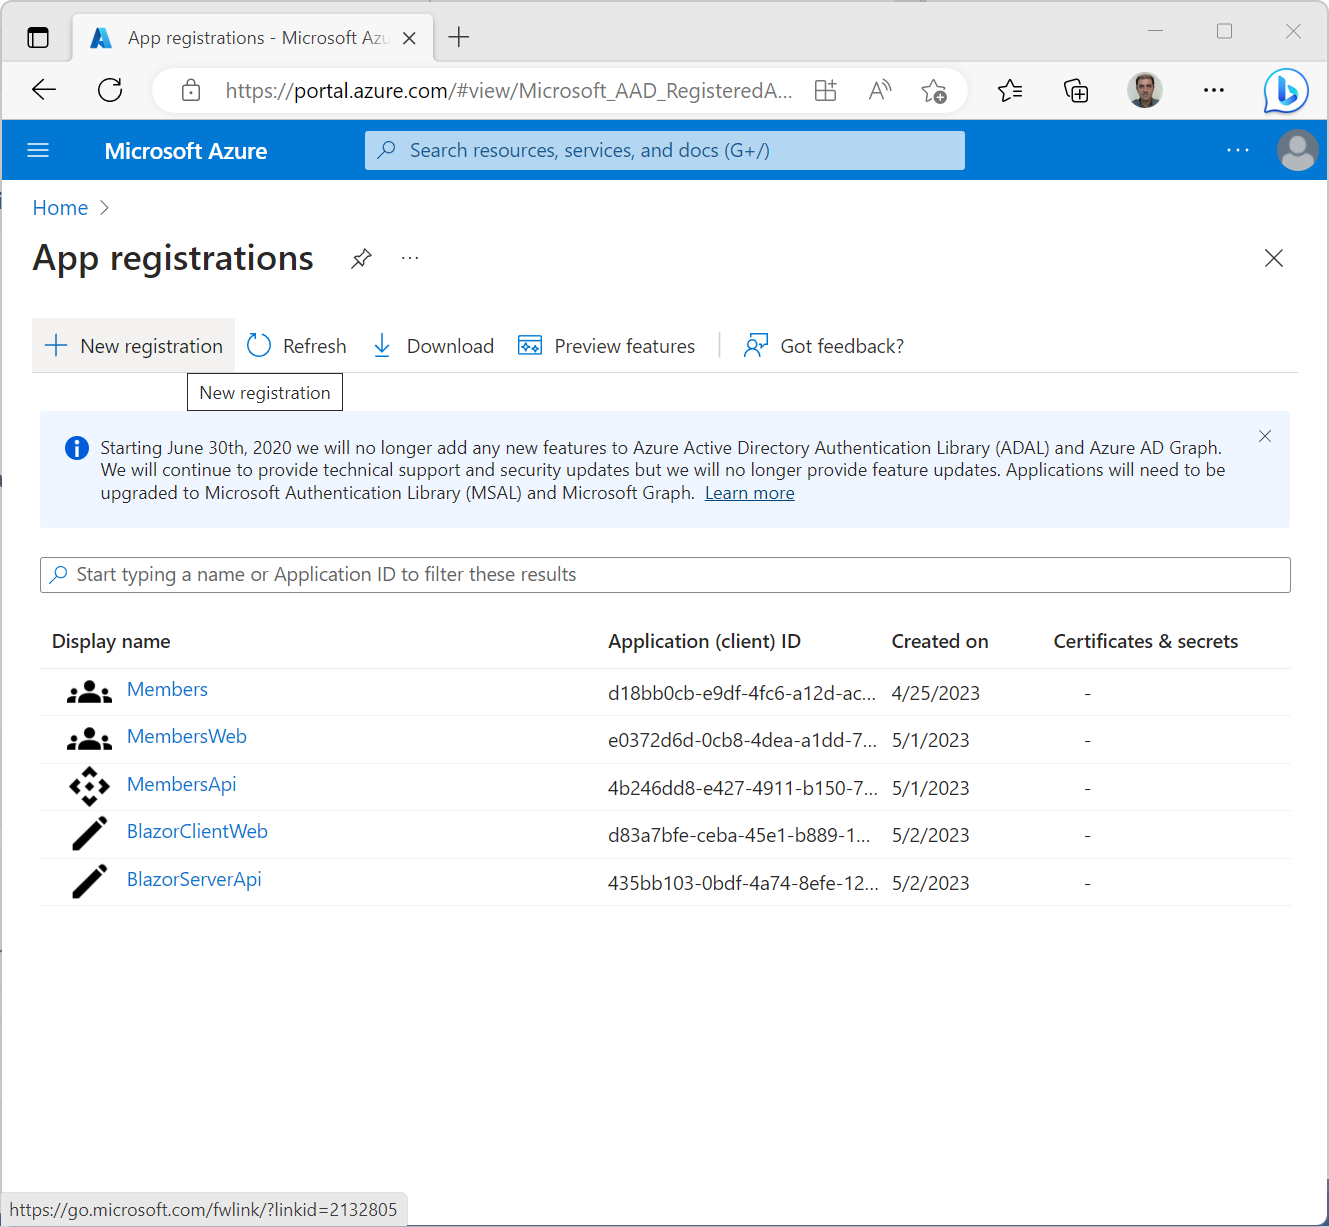 App registrations - Microsoft Azu
https://portal.azure.com/#view/Microsoft_AAD_RegisteredA...
Microsoft Azure
Search resources, services, and docs (G+/)
Home
App registrations
New registration
Refresh
Download
Preview features
Got feedback?
New registration
Starting June 30th, 2020 we will no longer add any new features to Azure Active Directory Authentication Library (ADAL) and Azure AD Graph.
We will continue to provide technical support and security updates but we will no longer provide feature updates. Applications will need to be
upgraded to Microsoft Authentication Library (MSAL) and Microsoft Graph. Learn more
Start typing a name or Application ID to filter these results
Display name Application (client) ID Created on Certificates & secrets
Members d18bb0cb-e9df-4fc6-a12d-ac... 4/25/2023 -
MembersWeb e0372d6d-0cb8-4dea-a1dd-7... 5/1/2023 -
MembersApi 4b246dd8-e427-4911-b150-7... 5/1/2023 -
BlazorClientWeb d83a7bfe-ceba-45e1-b889-1... 5/2/2023 -
BlazorServerApi 435bb103-0bdf-4a74-8efe-12... 5/2/2023 -
https://go.microsoft.com/fwlink/?linkid=2132805